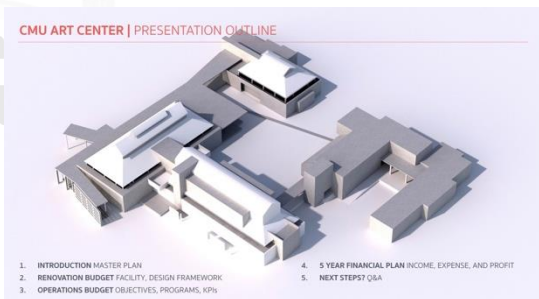 CMU ART CENTER | PRESENTATION OUTLINE
1. INTRODUCTION MASTER PLAN
2. RENOVATION BUDGET FACILITY, DESIGN FRAMEWORK
3. OPERATIONS BUDGET OBJECTIVES, PROGRAMS, KPIs
4. 5 YEAR FINANCIAL PLAN INCOME, EXPENSE, AND PROFIT
5. NEXT STEPS? Q&A